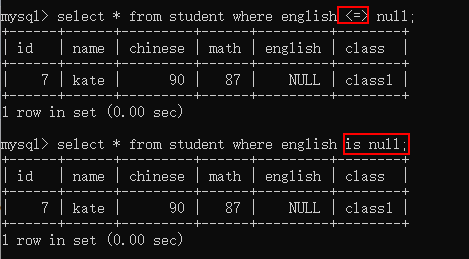 mysql> select * from student where english <=> null;
+----+------+---------+------+---------+--------+
| id | name | chinese | math | english | class |
+----+------+---------+------+---------+--------+
| 7 | kate | 90 | 87 | NULL | class1 |
+----+------+---------+------+---------+--------+
1 row in set (0.00 sec)
mysql> select * from student where english is null;
+----+------+---------+------+---------+--------+
| id | name | chinese | math | english | class |
+----+------+---------+------+---------+--------+
| 7 | kate | 90 | 87 | NULL | class1 |
+----+------+---------+------+---------+--------+
1 row in set (0.00 sec)